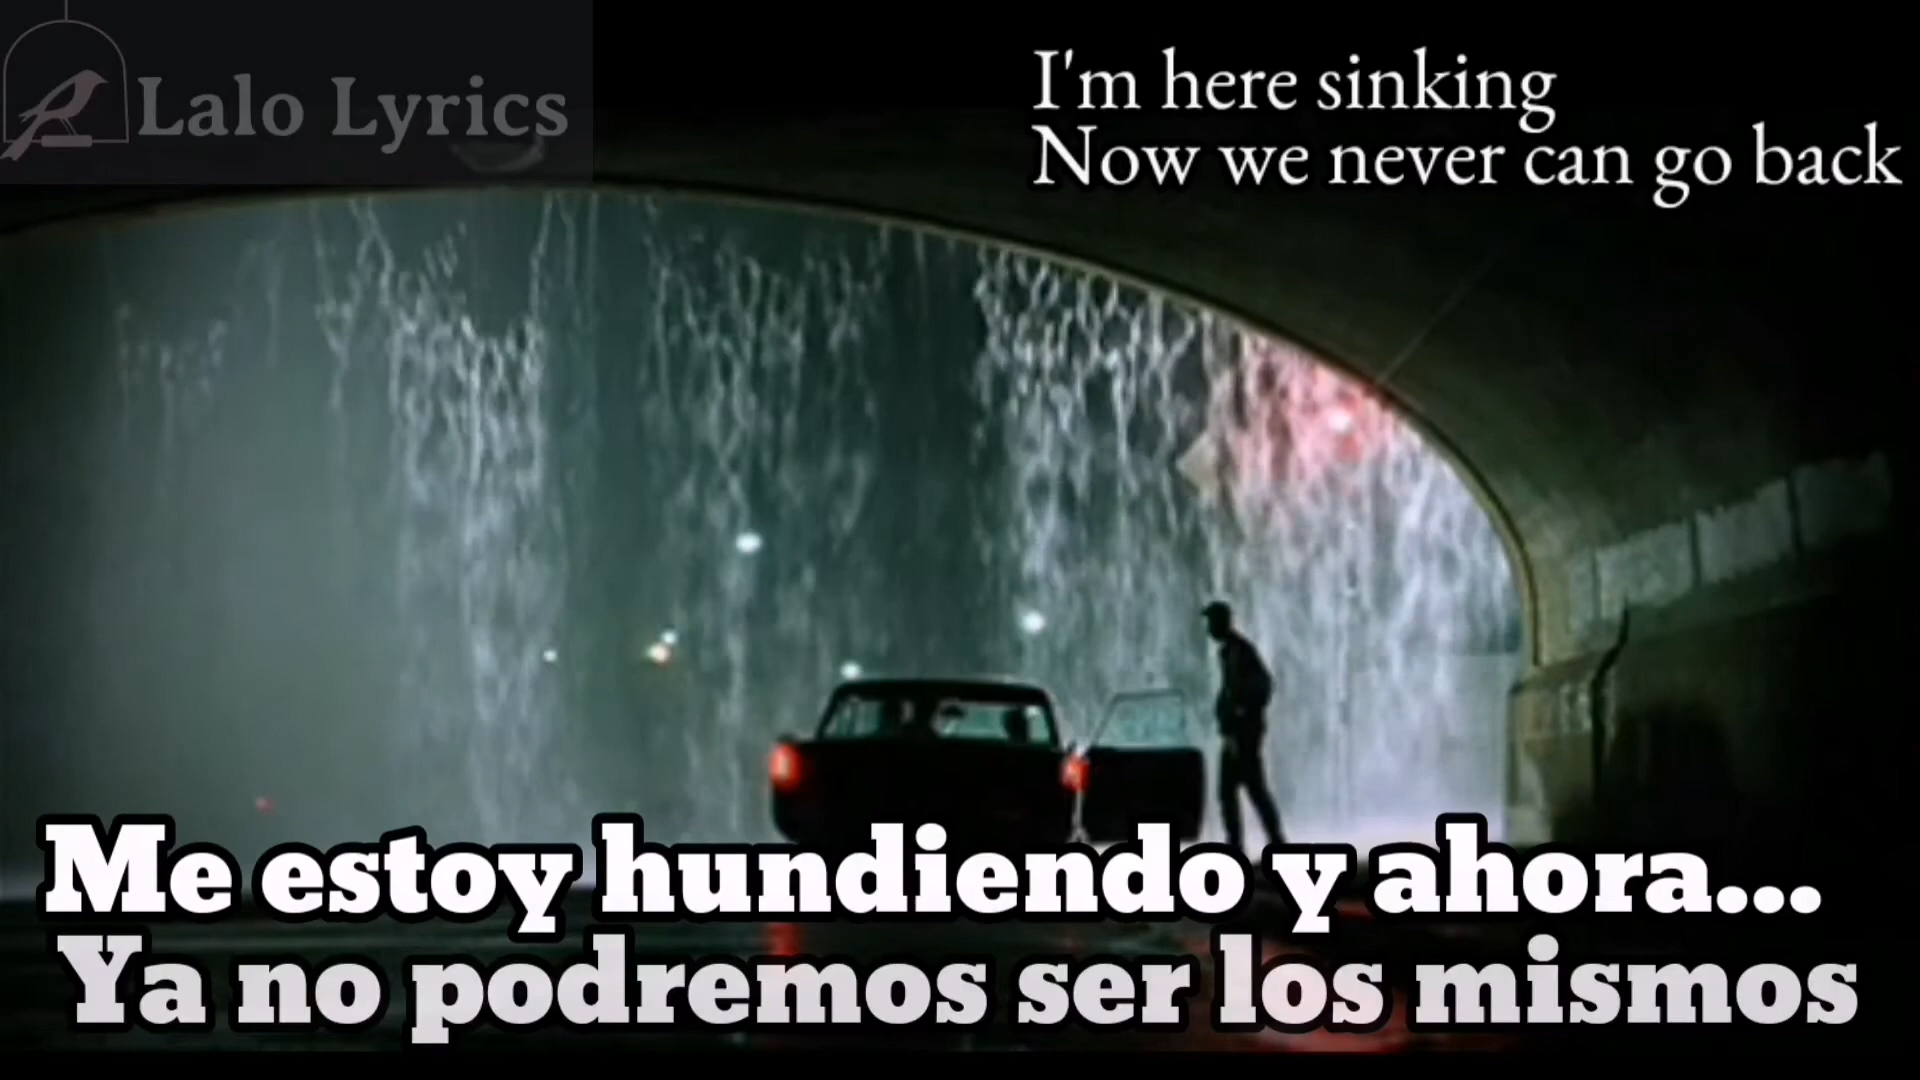 Lalo Lyrics
I'm here sinking
Now we never can go back
Me estoy hundiendo y ahora...
Ya no podremos ser los mismos